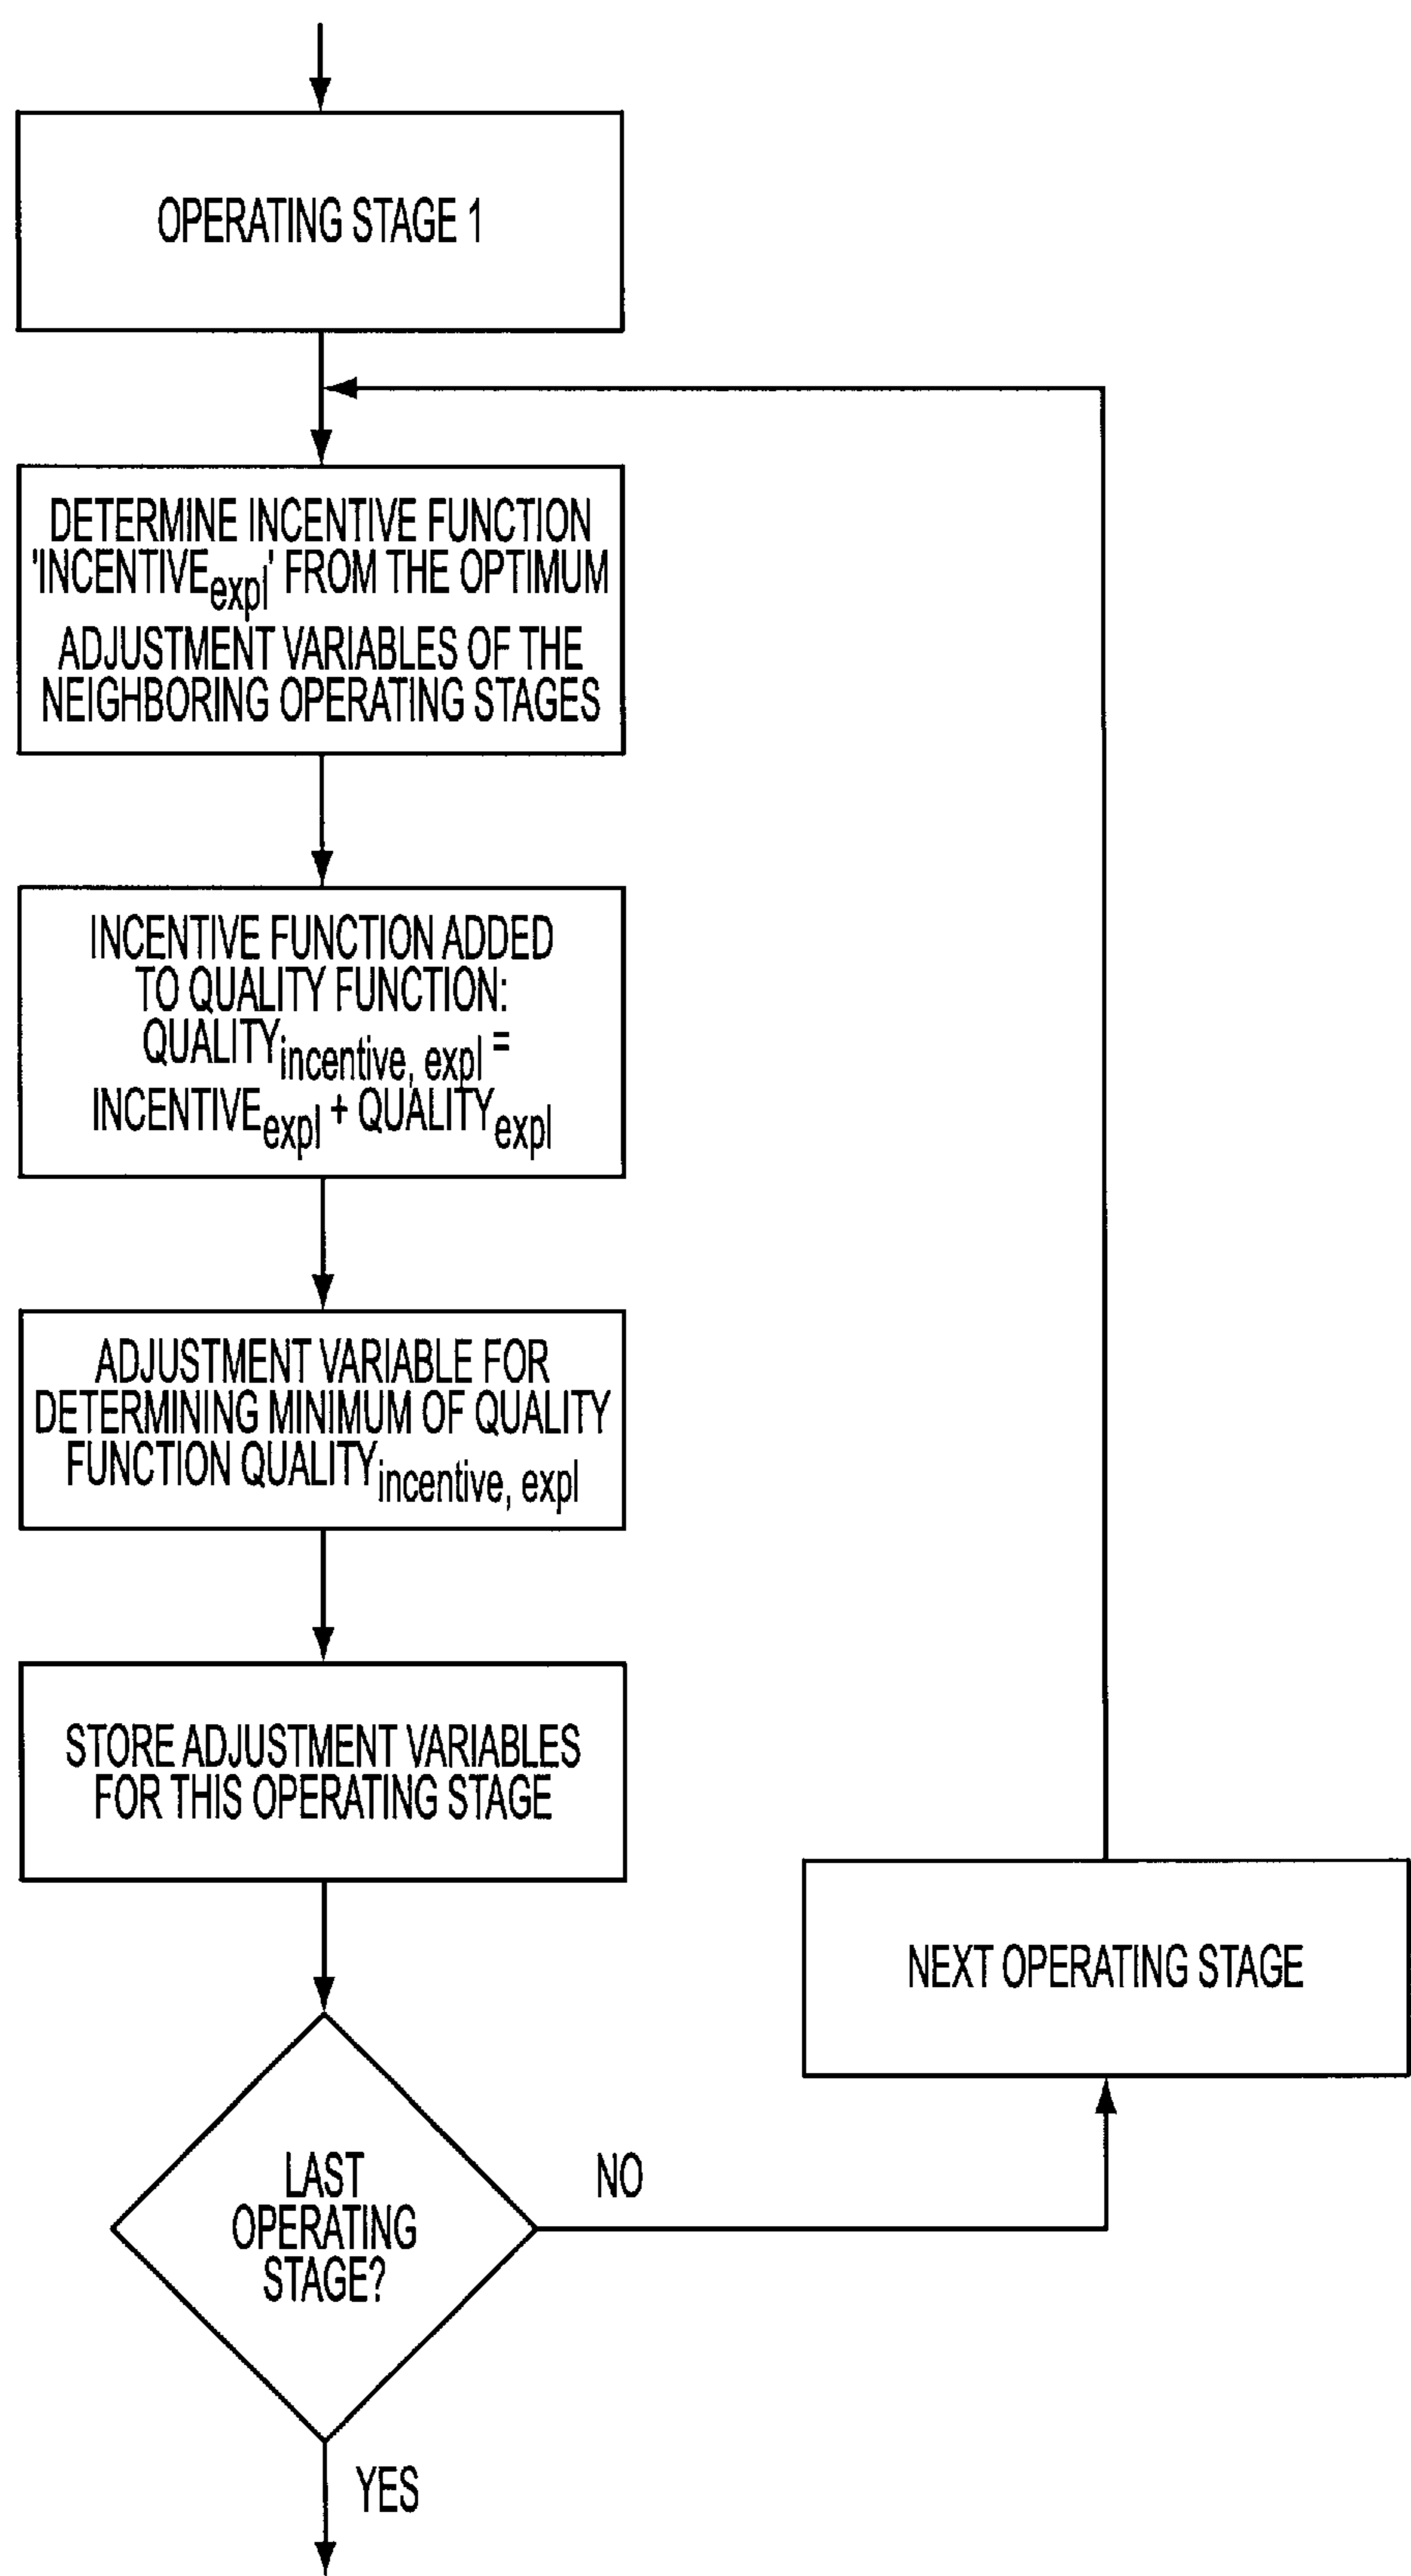 OPERATING STAGE 1
DETERMINE INCENTIVE FUNCTION
'INCENTIVEexpl' FROM THE OPTIMUM
ADJUSTMENT VARIABLES OF THE
NEIGHBORING OPERATING STAGES
INCENTIVE FUNCTION ADDED
TO QUALITY FUNCTION:
QUALITYincentive, expl =
INCENTIVEexpl + QUALITYexpl
ADJUSTMENT VARIABLE FOR
DETERMINING MINIMUM OF QUALITY
FUNCTION QUALITYincentive, expl
STORE ADJUSTMENT VARIABLES
FOR THIS OPERATING STAGE
NEXT OPERATING STAGE
LAST
OPERATING
STAGE?
NO
YES